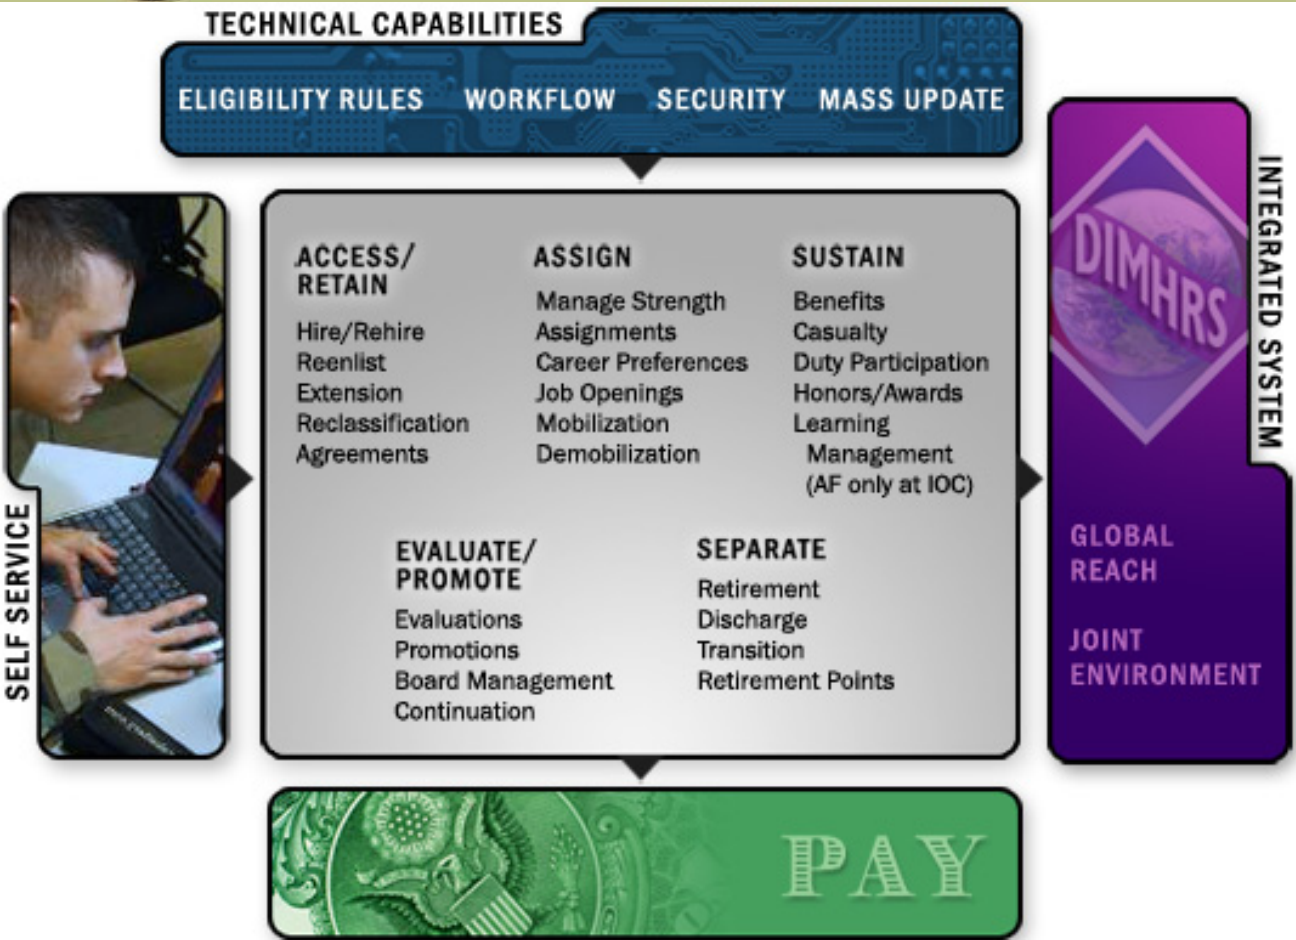 TECHNICAL CAPABILITIES
ELIGIBILITY RULES WORKFLOW SECURITY MASS UPDATE
SELF SERVICE
ACCESS/
RETAIN
Hire/Rehire
Reenlist
Extension
Reclassification
Agreements
ASSIGN
Manage Strength
Assignments
Career Preferences
Job Openings
Mobilization
Demobilization
SUSTAIN
Benefits
Casualty
Duty Participation
Honors/Awards
Learning
Management
(AF only at IOC)
EVALUATE/
PROMOTE
Evaluations
Promotions
Board Management
Continuation
SEPARATE
Retirement
Discharge
Transition
Retirement Points
INTEGRATED SYSTEM
DIMHRS
GLOBAL
REACH
JOINT
ENVIRONMENT
PAY